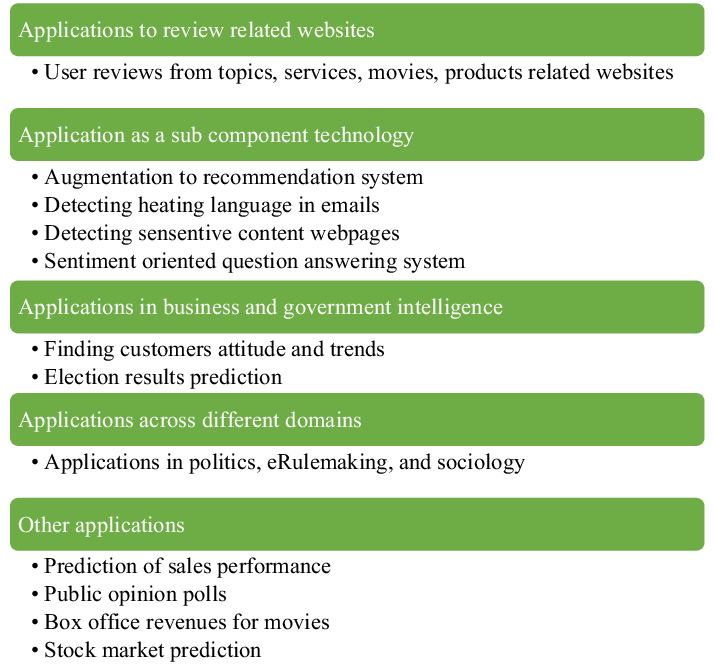 Applications to review related websites
• User reviews from topics, services, movies, products related websites
Application as a sub component technology
• Augmentation to recommendation system
• Detecting heating language in emails
• Detecting sensentive content webpages
• Sentiment oriented question answering system
Applications in business and government intelligence
• Finding customers attitude and trends
• Election results prediction
Applications across different domains
• Applications in politics, eRulemaking, and sociology
Other applications
• Prediction of sales performance
• Public opinion polls
• Box office revenues for movies
• Stock market prediction